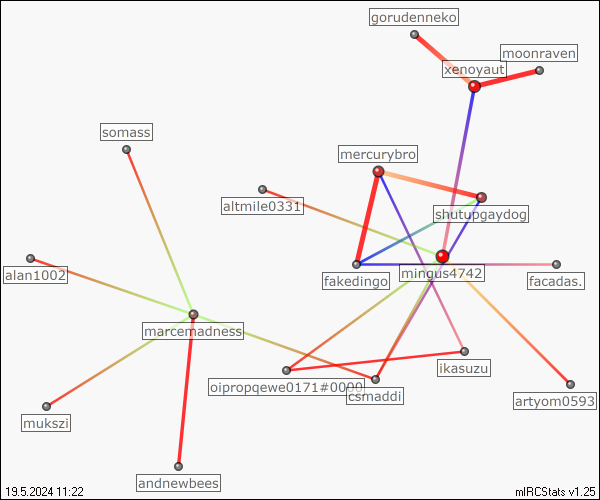 gorudenneko
moonraven
xenoyaut
somass
mercurybro
altmile0331
shutupgaydog
alan1002
fakedingo
mingus4742
facadas.
marcemadness
ikasuzu
oipropqewe0171#0000
csmaddi
artyom0593
mukszi
andnewbees
19.5.2024 11:22
mIRCStats v1.25